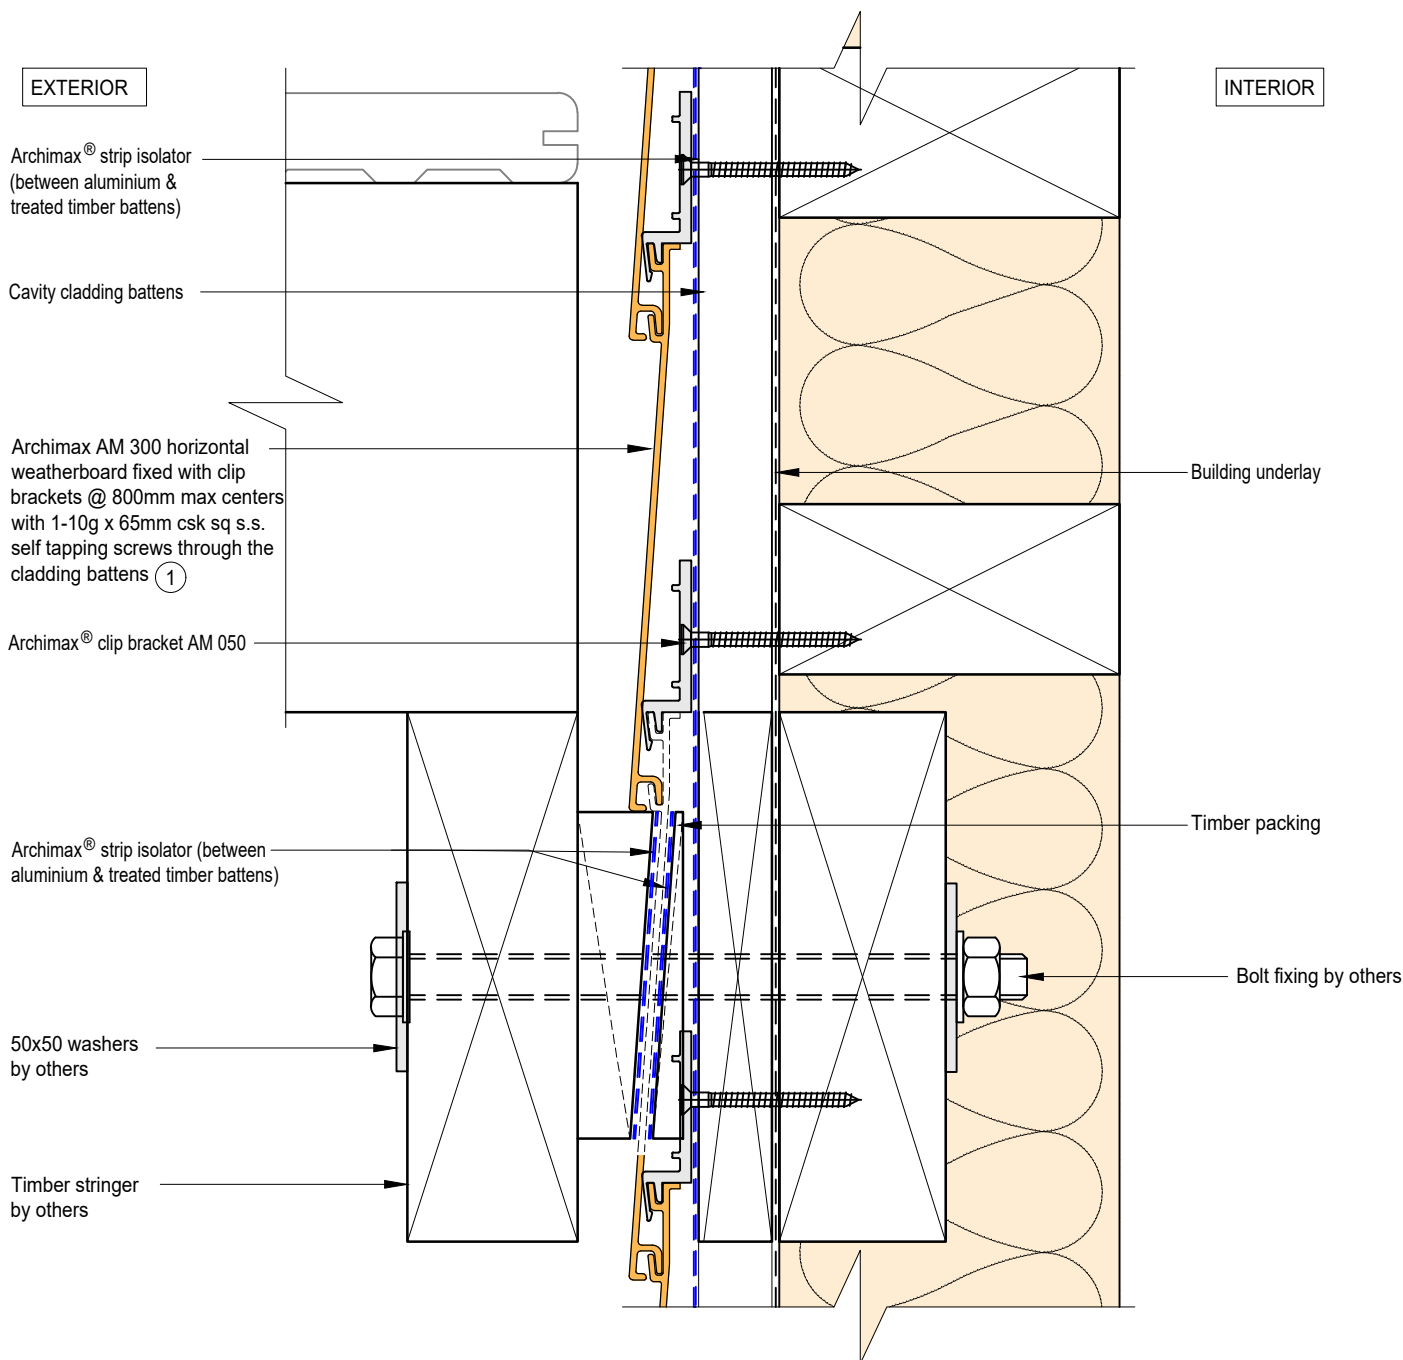 EXTERIOR
INTERIOR
Archimax® strip isolator
(between aluminium &
treated timber battens)
Cavity cladding battens
Archimax AM 300 horizontal
weatherboard fixed with clip
brackets @ 800mm max centers
with 1-10g x 65mm csk sq s.s.
self tapping screws through the
cladding battens 1
Building underlay
Archimax® clip bracket AM 050
Timber packing
Archimax® strip isolator (between
aluminium & treated timber battens)
Bolt fixing by others
50x50 washers
by others
Timber stringer
by others